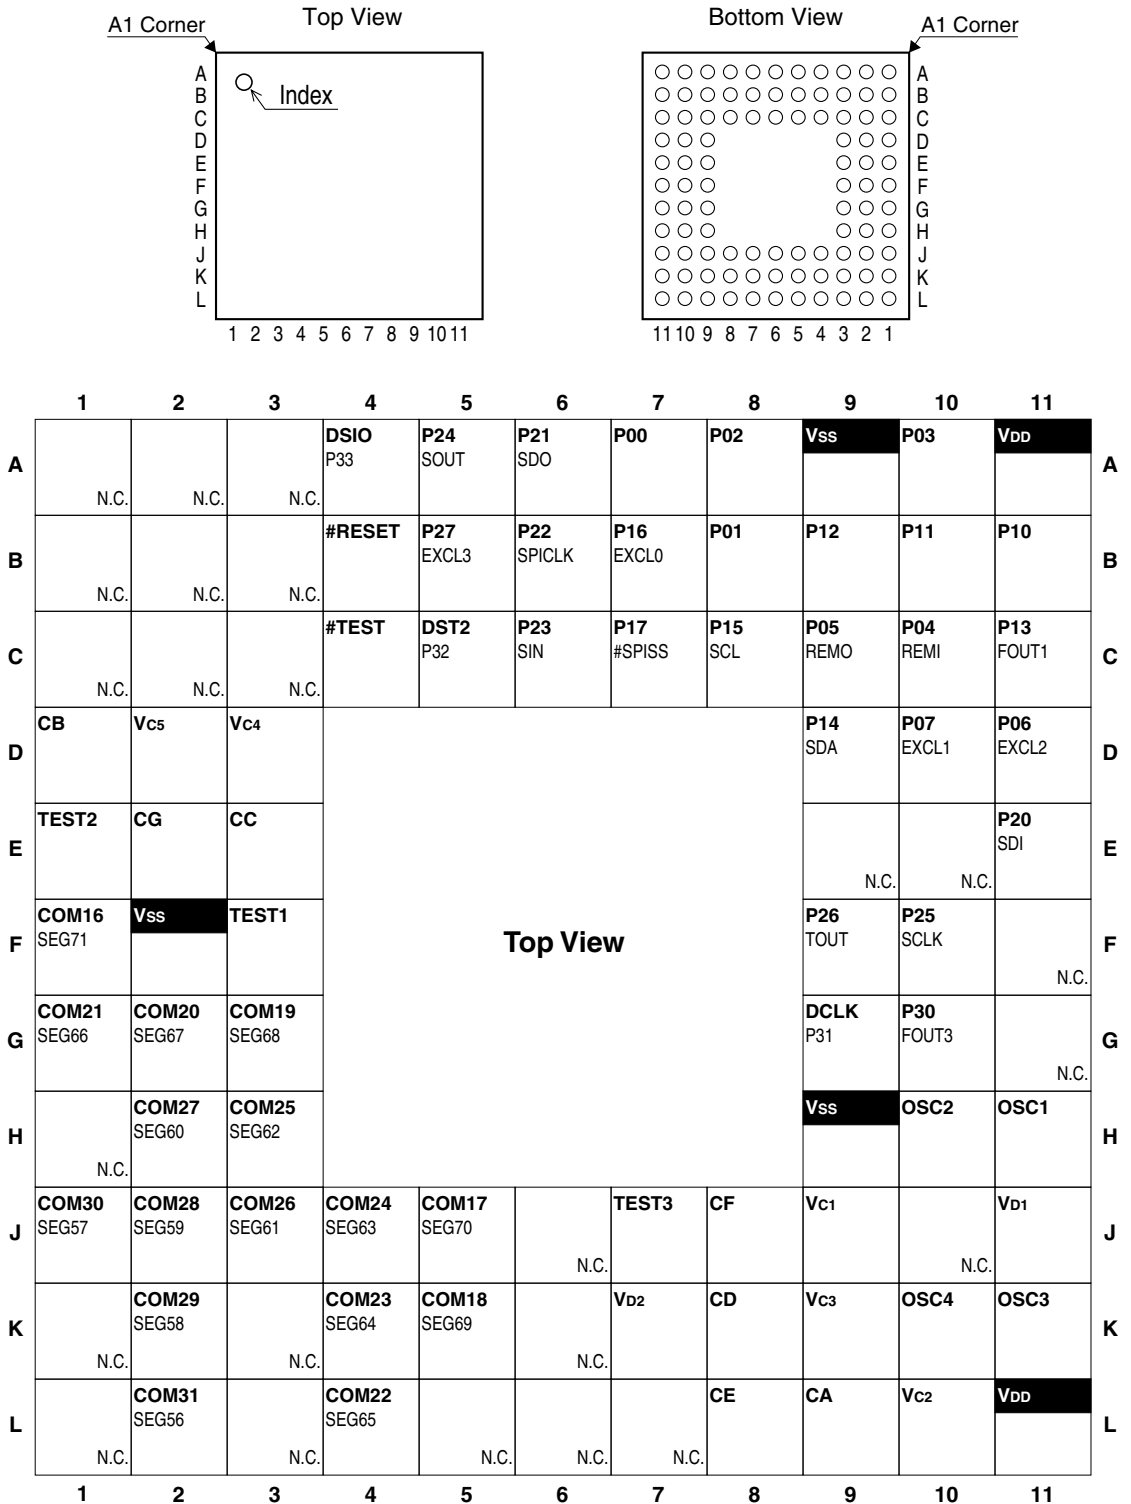 Top View
Bottom View
A1 Corner
A1 Corner
Index
A
B
C
D
E
F
G
H
J
K
L
1 2 3 4 5 6 7 8 9 10 11
A
B
C
D
E
F
G
H
J
K
L
11 10 9 8 7 6 5 4 3 2 1
1 2 3 4 5 6 7 8 9 10 11
A DSIO P24 P21 P00 P02 VSS P03 VDD A
P33 SOUT SDO
N.C. N.C. N.C.
B #RESET P27 P22 P16 P01 P12 P11 P10 B
EXCL3 SPICLK EXCL0
N.C. N.C. N.C.
C #TEST DST2 P23 P17 P15 P05 P04 P13 C
P32 SIN #SPISS SCL REMO REMI FOUT1
N.C. N.C. N.C.
D CB VC5 VC4 P14 P07 P06 D
SDA EXCL1 EXCL2
E TEST2 CG CC P20 E
SDI
N.C. N.C.
F COM16 VSS TEST1 Top View P26 P25 F
SEG71 TOUT SCLK
N.C.
G COM21 COM20 COM19 DCLK P30 G
SEG66 SEG67 SEG68 P31 FOUT3
N.C.
H COM27 COM25 VSS OSC2 OSC1 H
SEG60 SEG62
N.C.
J COM30 COM28 COM26 COM24 COM17 TEST3 CF VC1 VD1 J
SEG57 SEG59 SEG61 SEG63 SEG70
N.C. N.C.
K COM29 COM23 COM18 VD2 CD VC3 OSC4 OSC3 K
SEG58 SEG64 SEG69
N.C. N.C. N.C.
L COM31 COM22 CE CA VC2 VDD L
SEG56 SEG65
N.C. N.C. N.C. N.C. N.C.
1 2 3 4 5 6 7 8 9 10 11